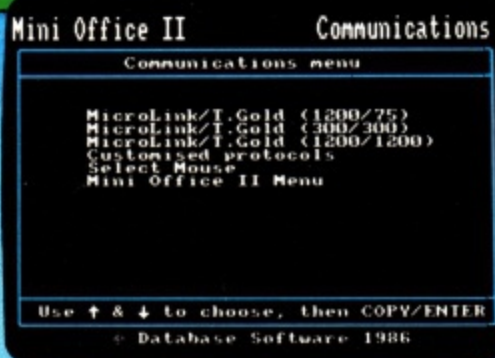 Mini Office II Communications
Communications menu
MicroLink/T.Gold (1200/75)
MicroLink/T.Gold (300/300)
MicroLink/T.Gold (1200/1200)
Customised protocols
Select Mouse
Mini Office II Menu
Use ↑ & ↓ to choose, then COPY/ENTER
© Database Software 1986